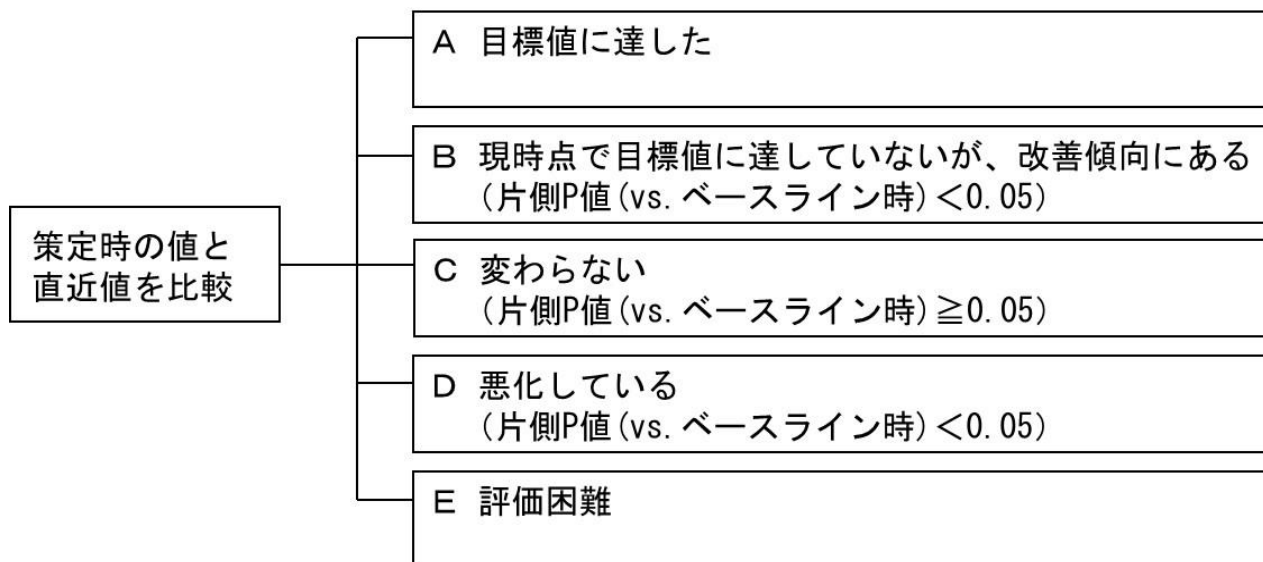 策定時の値と
直近値を比較
A 目標値に達した
B 現時点で目標値に達していないが、改善傾向にある
(片側P値(vs. ベースライン時)<0.05)
C 変わらない
(片側P値(vs. ベースライン時)≧0.05)
D 悪化している
(片側P値(vs. ベースライン時)<0.05)
E 評価困難